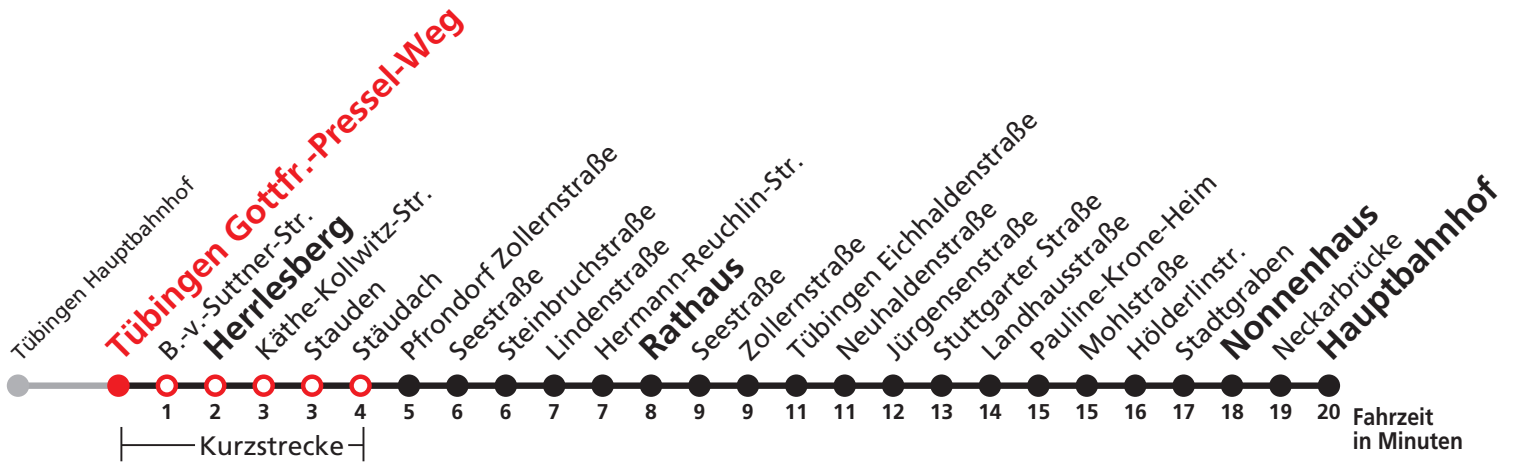 Tübingen Hauptbahnhof
Tübingen Gottfr.-Pressel-Weg
B.-v.-Suttner-Str.
Herrlesberg
Käthe-Kollwitz-Str.
Stauden
Stäudach
Pfrondorf Zollernstraße
Seestraße
Steinbruchstraße
Lindenstraße
Hermann-Reuchlin-Str.
Rathaus
Seestraße
Zollernstraße
Tübingen Eichhaldenstraße
Neuhaldenstraße
Jürgensenstraße
Stuttgarter Straße
Landhausstraße
Pauline-Krone-Heim
Mohlstraße
Hölderlinstr.
Stadtgraben
Nonnenhaus
Neckarbrücke
Hauptbahnhof
1 2 3 3 4 5 6 6 7 7 8 9 9 11 11 12 13 14 15 15 16 17 18 19 20
Fahrzeit
in Minuten
Kurzstrecke